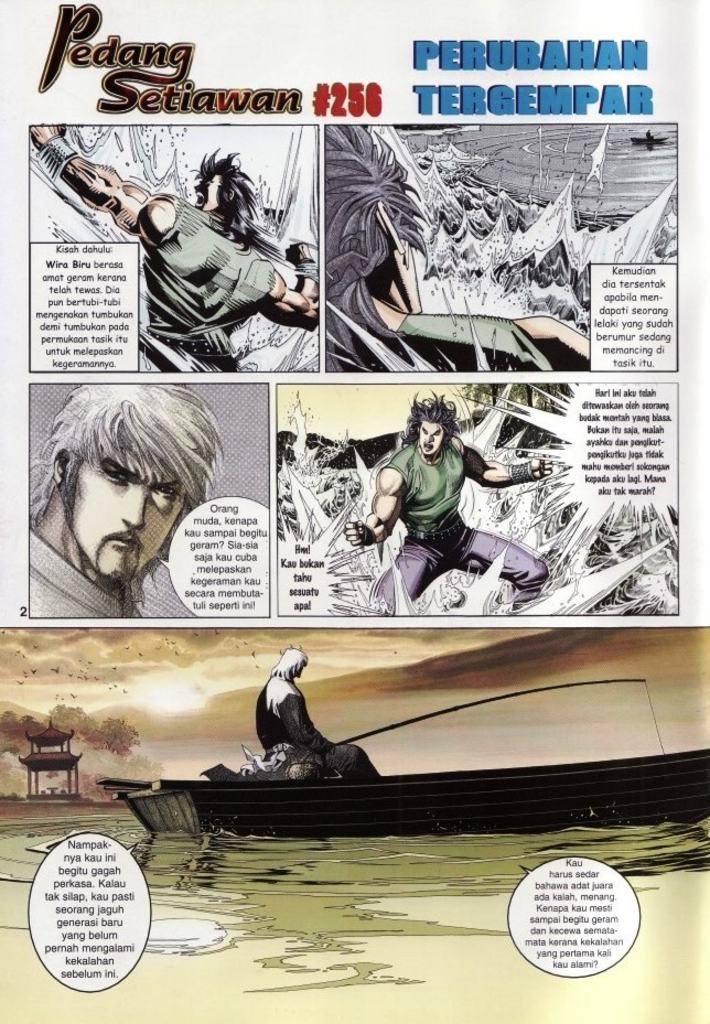 Pedang
Setiawan #256
PERUBAHAN
TERGEMPAR
Kisah dahulu:
Wira Biru berasa
amat geram kerana
telah tewas. Dia
pun bertubi-tubi
mengenakan tumbukan
demi tumbukan pada
permukaan tasik itu
untuk melepaskan
kegeramannya.
Kemudian
dia tersentak
apabila men-
dapati seorang
lelaki yang sudah
berumur sedang
memancing di
tasik itu.
Orang
muda, kenapa
kau sampai begitu
geram? Sia-sia
saja kau cuba
melepaskan
kegeraman kau
secara membuta-
tuli seperti ini!
Hm!
Kau bukan
tahu
sesuatu
apa!
Hari ini aku telah
ditewaskan oleh seorang
budak mentah yang biasa.
Bukan itu saja, malah
ayahku dan pengikut-
pengikutku juga tidak
mahu memberi sokongan
kepada aku lagi. Mana
aku tak marah?
2
Nampak-
nya kau ini
begitu gagah
perkasa. Kalau
tak silap, kau pasti
seorang jaguh
generasi baru
yang belum
pernah mengalami
kekalahan
sebelum ini.
Kau
harus sedar
bahawa adat juara
ada kalah, menang.
Kenapa kau mesti
sampai begitu geram
dan kecewa semata-
mata kerana kekalahan
yang pertama kali
kau alami?